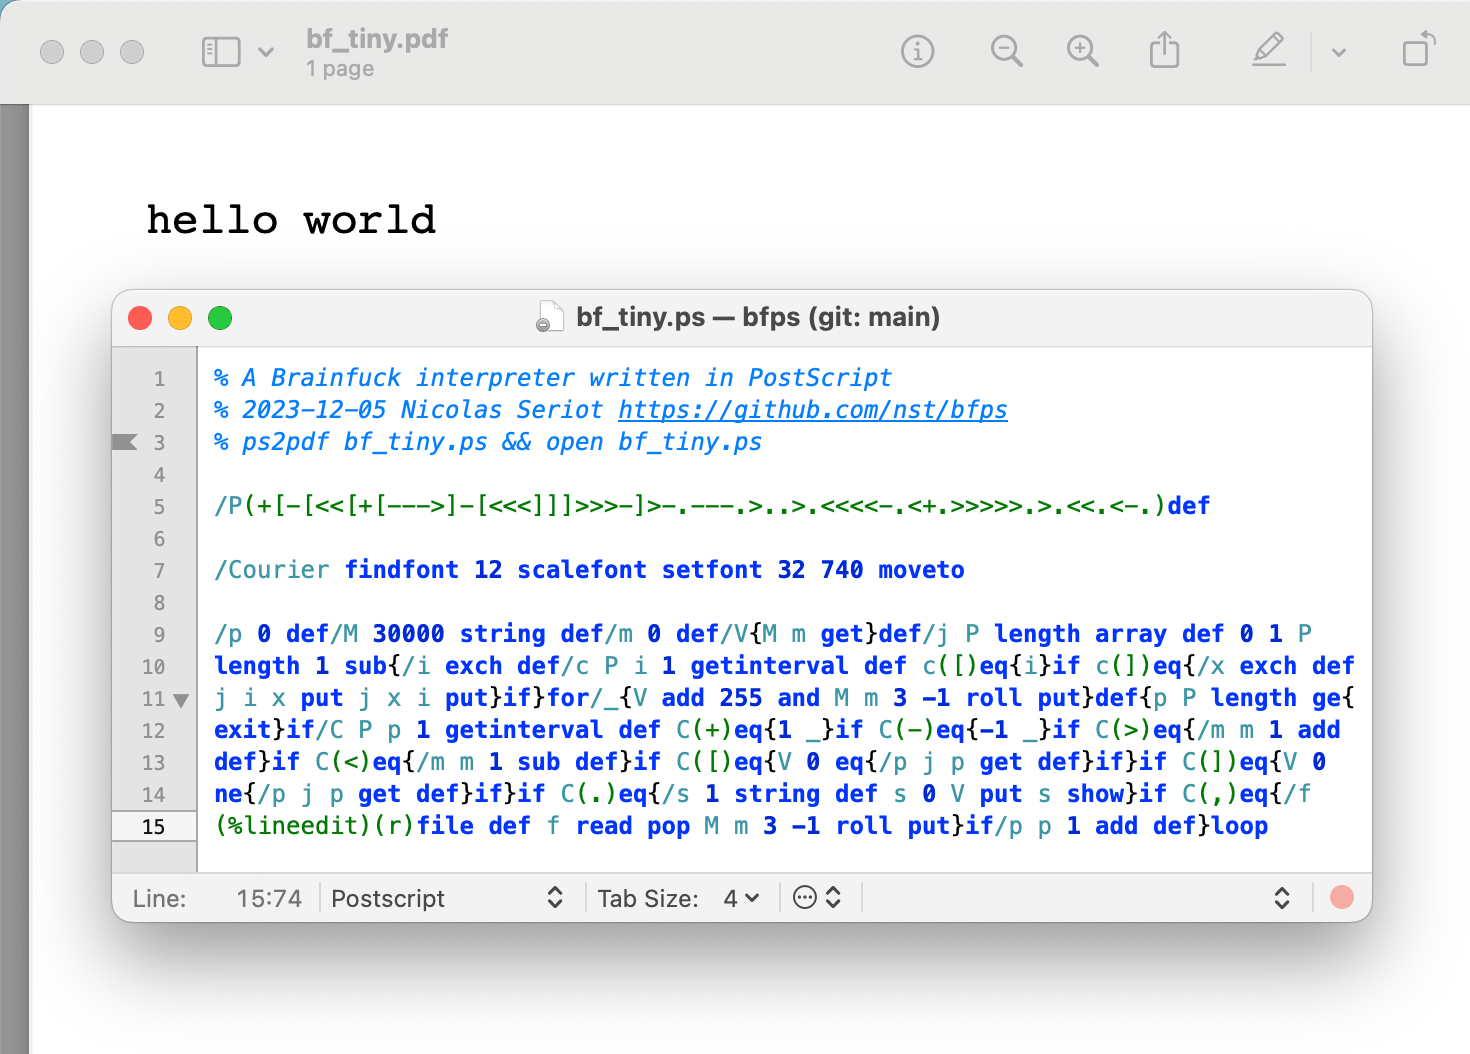 bf_tiny.pdf
1 page
hello world
bf_tiny.ps — bfps (git: main)
1 % A Brainfuck interpreter written in PostScript
2 % 2023-12-05 Nicolas Seriot https://github.com/nst/bfps
3 % ps2pdf bf_tiny.ps && open bf_tiny.ps
4
5 /P(+[-[<<[+[--->]-[<<<]]]>>>-]>-.---.>..>.<<<<-.<+.>>>>>.>.<<.<-.)def
6
7 /Courier findfont 12 scalefont setfont 32 740 moveto
8
9 /p 0 def/M 30000 string def/m 0 def/V{M m get}def/j P length array def 0 1 P
10 length 1 sub{/i exch def/c P i 1 getinterval def c([)eq{i}if c(])eq{/x exch def
11 j i x put j x i put}if}for/_{V add 255 and M m 3 -1 roll put}def{p P length ge{
12 exit}if/C P p 1 getinterval def C(+)eq{1 _}if C(-)eq{-1 _}if C(>)eq{/m m 1 add
13 def}if C(<)eq{/m m 1 sub def}if C([)eq{V 0 eq{/p j p get def}if}if C(])eq{V 0
14 ne{/p j p get def}if}if C(.)eq{/s 1 string def s 0 V put s show}if C(,)eq{/f
15 (%lineedit)(r)file def f read pop M m 3 -1 roll put}if/p p 1 add def}loop
Line: 15:74 Postscript Tab Size: 4